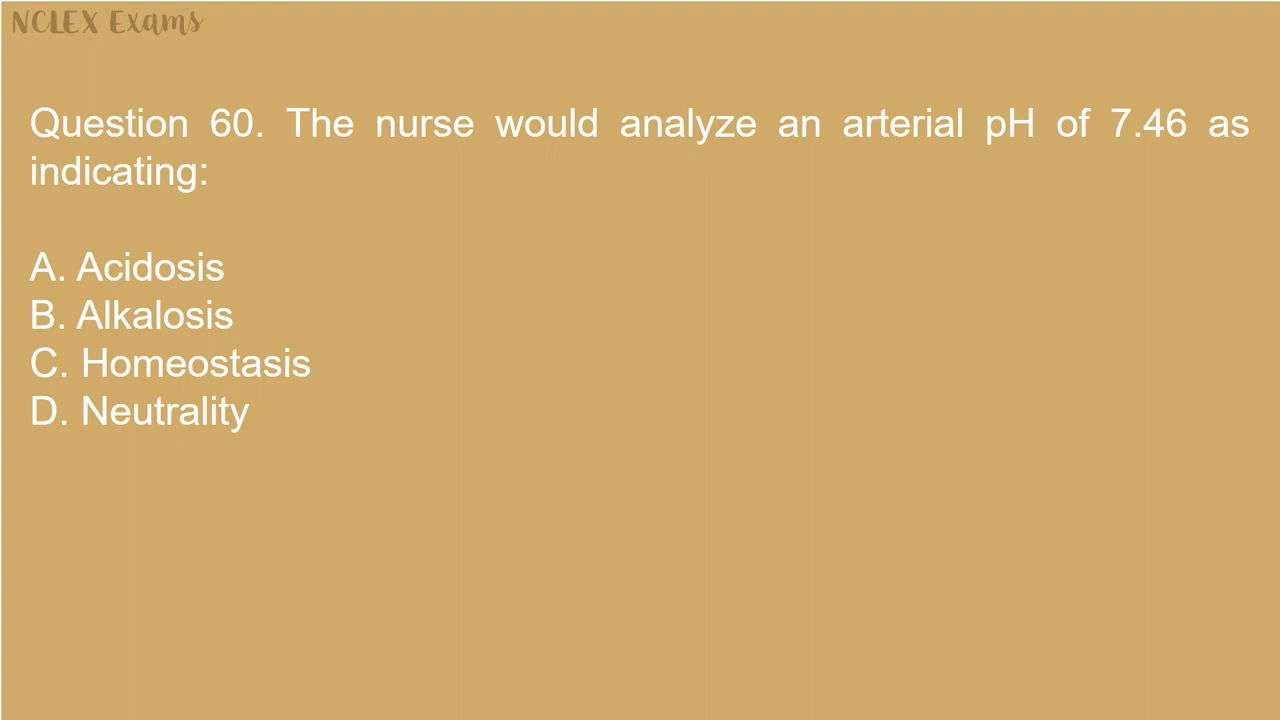 NCLEX Exams
Question 60. The nurse would analyze an arterial pH of 7.46 as
indicating:
A. Acidosis
B. Alkalosis
C. Homeostasis
D. Neutrality